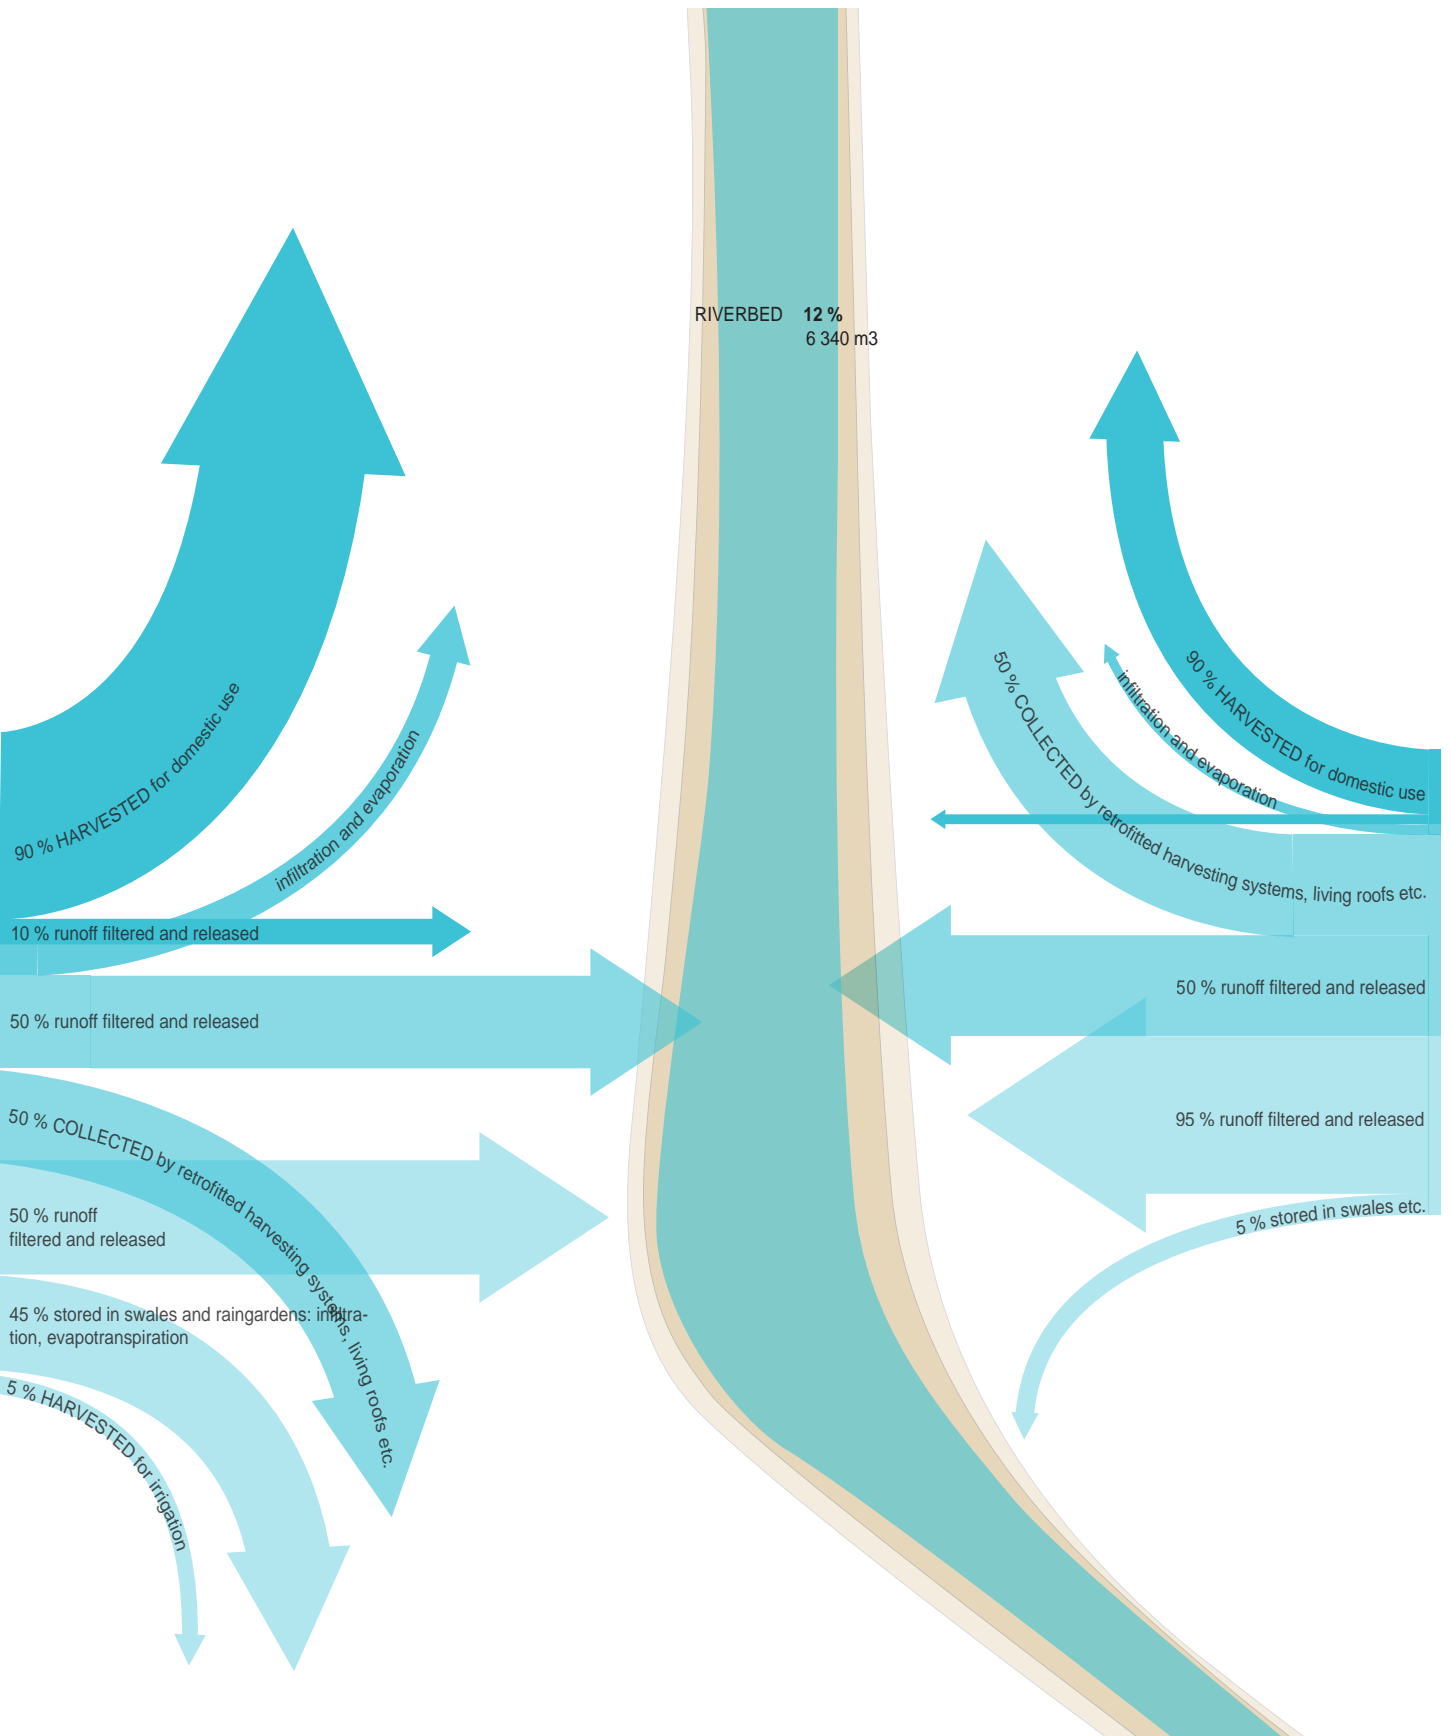 RIVERBED 12 %
6 340 m3
90 % HARVESTED for domestic use
infiltration and evaporation
10 % runoff filtered and released
50 % runoff filtered and released
50 % COLLECTED by retrofitted harvesting systems, living roofs etc.
50 % runoff
filtered and released
45 % stored in swales and raingardens: infiltra-
tion, evapotranspiration
5 % HARVESTED for irrigation
90 % HARVESTED for domestic use
infiltration and evaporation
50 % COLLECTED by retrofitted harvesting systems, living roofs etc.
50 % runoff filtered and released
95 % runoff filtered and released
5 % stored in swales etc.